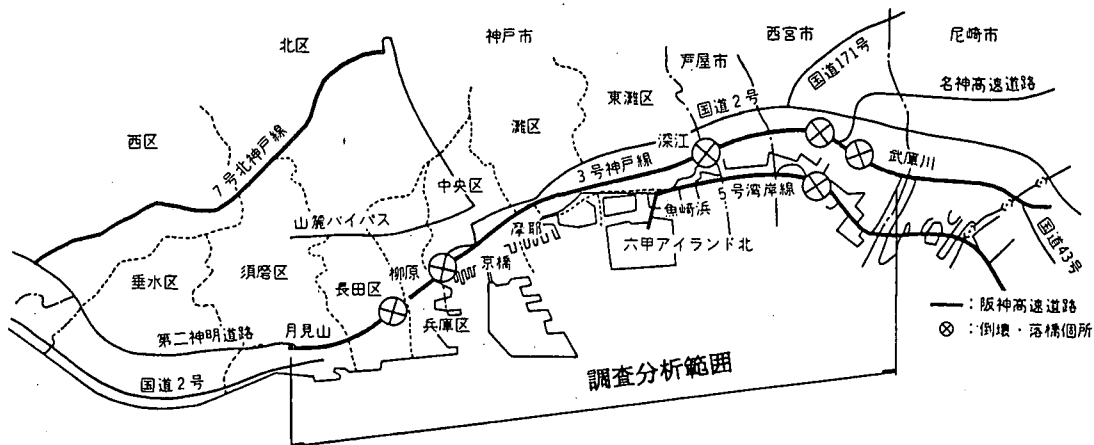 北区
神戸市
西宮市
尼崎市
芦屋市
国道171号
名神高速道路
東灘区
国道2号
灘区
西区
7号北神戸線
深江
3号神戸線
武庫川
中央区
5号湾岸線
魚崎浜
山麓バイパス
摩耶
六甲アイランド北
国道43号
須磨区
柳原
京橋
垂水区
長田区
兵庫区
第二神明道路
月見山
国道2号
━:阪神高速道路
⊗:倒壊・落橋個所
調査分析範囲